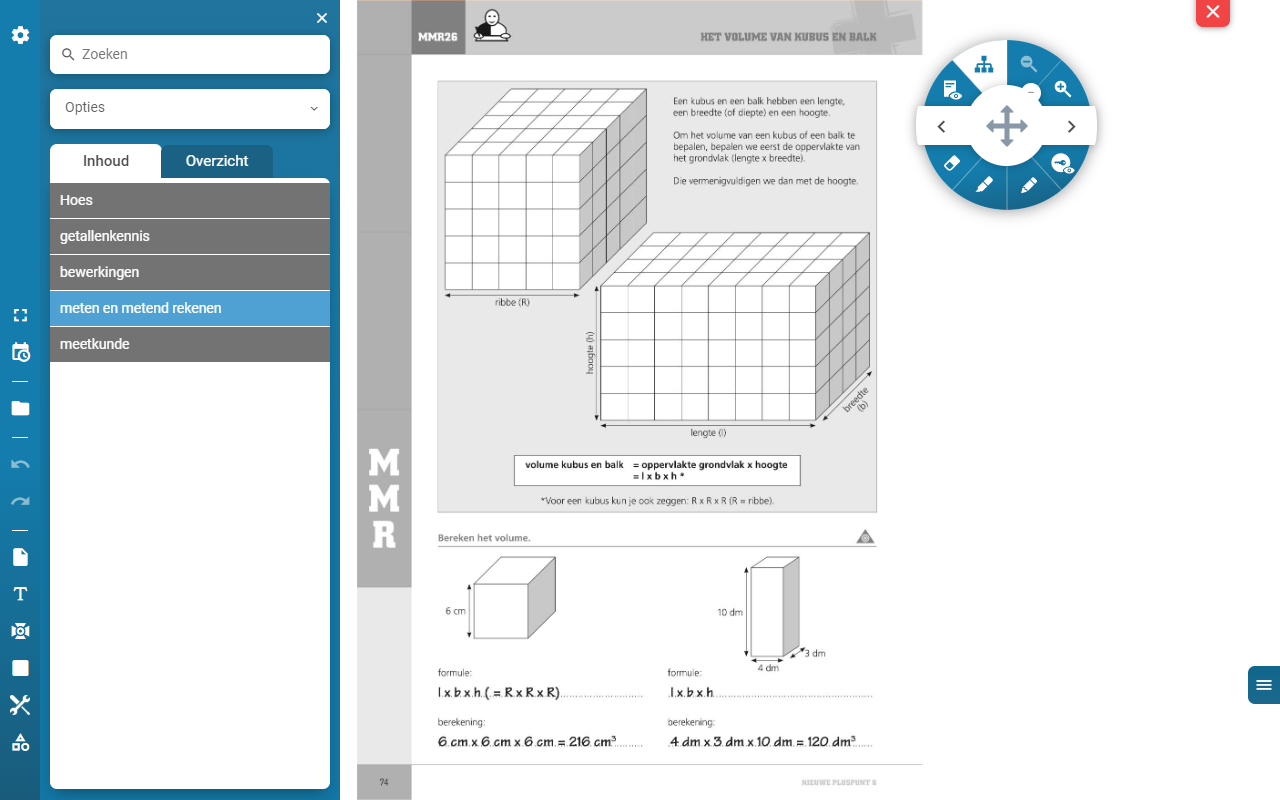 Zoeken
Opties
Inhoud
Overzicht
Hoes
getallenkennis
bewerkingen
meten en metend rekenen
meetkunde
T
MMR26
HET VOLUME VAN KUBUS EN BALK
Een kubus en een balk hebben een lengte,
een breedte (of diepte) en een hoogte.
Om het volume van een kubus of een balk te
bepalen, bepalen we eerst de oppervlakte van
het grondvlak (lengte x breedte).
Die vermenigvuldigen we dan met de hoogte.
ribbe (R)
hoogte (h)
breedte
(b)
lengte (l)
volume kubus en balk = oppervlakte grondvlak x hoogte
= l x b x h *
*Voor een kubus kun je ook zeggen: R x R x R (R = ribbe).
M
M
R
Bereken het volume.
6 cm
10 dm
3 dm
4 dm
formule:
l x b x h ( = R x R x R)
berekening:
6 cm x 6 cm x 6 cm = 216 cm³
formule:
l x b x h
berekening:
4 dm x 3 dm x 10 dm = 120 dm³
74
NIEUWE PLUSPUNT 6